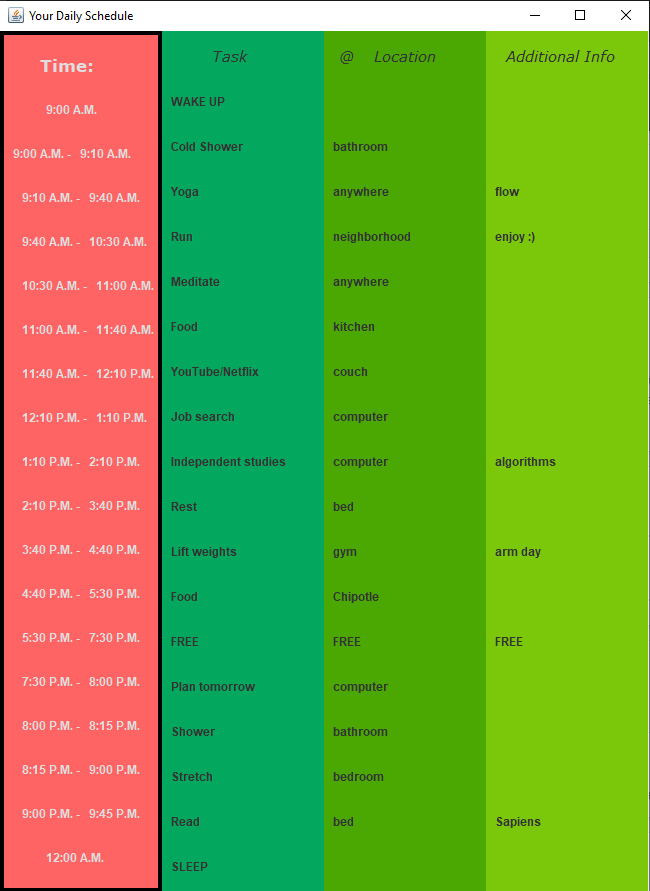 Your Daily Schedule
Time: Task @ Location Additional Info
9:00 A.M. WAKE UP
9:00 A.M. - 9:10 A.M. Cold Shower bathroom
9:10 A.M. - 9:40 A.M. Yoga anywhere flow
9:40 A.M. - 10:30 A.M. Run neighborhood enjoy :)
10:30 A.M. - 11:00 A.M. Meditate anywhere
11:00 A.M. - 11:40 A.M. Food kitchen
11:40 A.M. - 12:10 P.M. YouTube/Netflix couch
12:10 P.M. - 1:10 P.M. Job search computer
1:10 P.M. - 2:10 P.M. Independent studies computer algorithms
2:10 P.M. - 3:40 P.M. Rest bed
3:40 P.M. - 4:40 P.M. Lift weights gym arm day
4:40 P.M. - 5:30 P.M. Food Chipotle
5:30 P.M. - 7:30 P.M. FREE FREE FREE
7:30 P.M. - 8:00 P.M. Plan tomorrow computer
8:00 P.M. - 8:15 P.M. Shower bathroom
8:15 P.M. - 9:00 P.M. Stretch bedroom
9:00 P.M. - 9:45 P.M. Read bed Sapiens
12:00 A.M. SLEEP